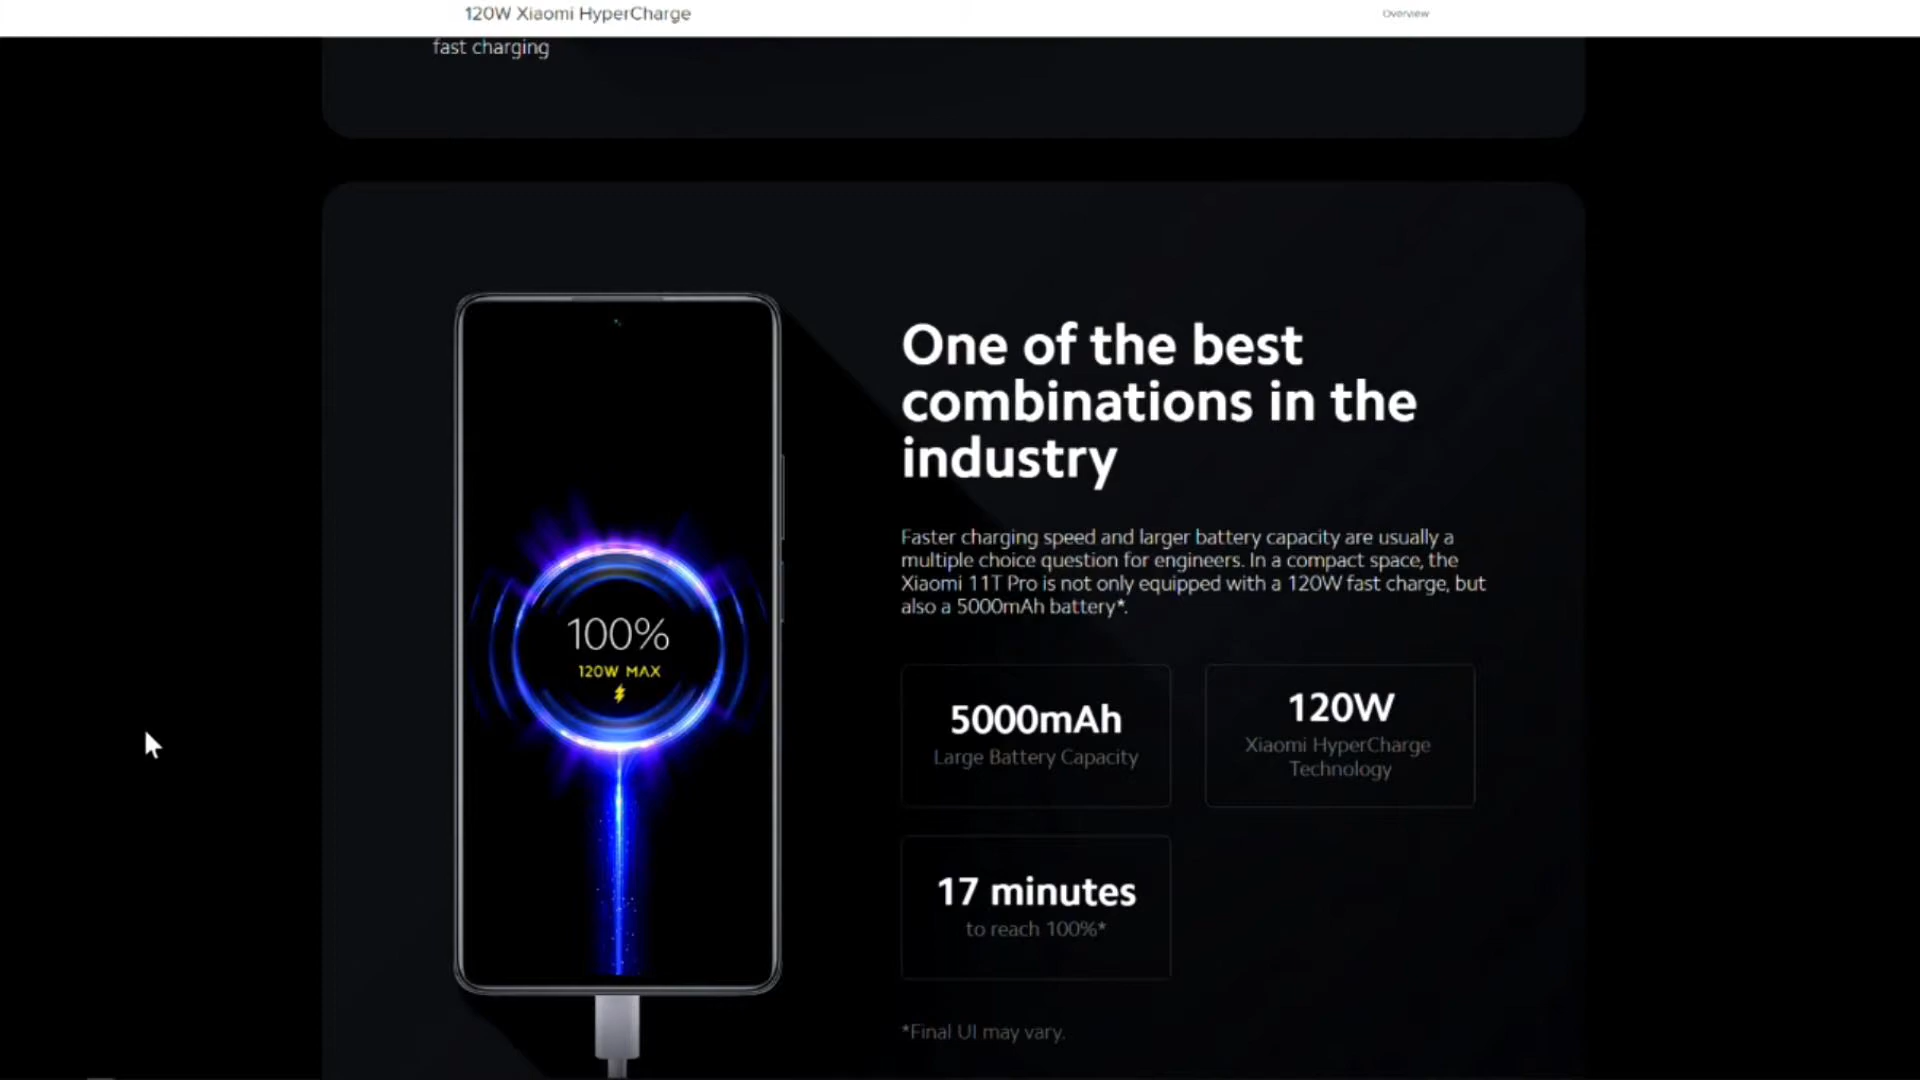 120W Xiaomi HyperCharge
Overview
fast charging
One of the best
combinations in the
industry
Faster charging speed and larger battery capacity are usually a
multiple choice question for engineers. In a compact space, the
Xiaomi 11T Pro is not only equipped with a 120W fast charge, but
also a 5000mAh battery*.
100%
120W MAX
5000mAh
Large Battery Capacity
120W
Xiaomi HyperCharge
Technology
17 minutes
to reach 100%*
*Final UI may vary.